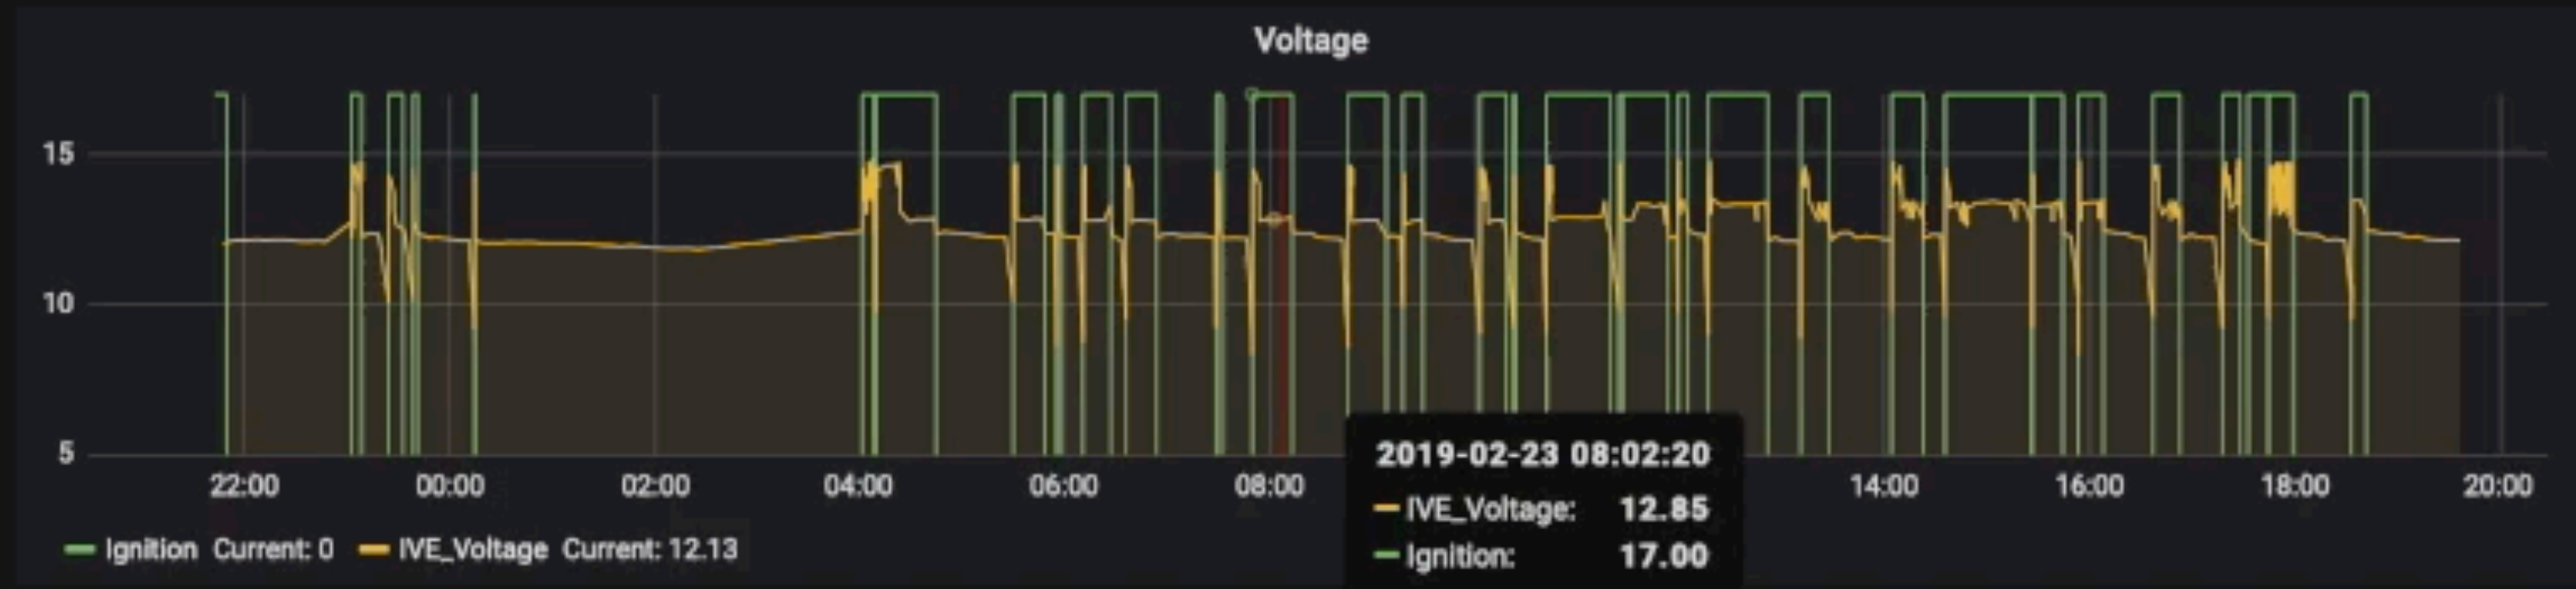 Voltage
15
10
5
22:00 00:00 02:00 04:00 06:00 08:00 14:00 16:00 18:00 20:00
2019-02-23 08:02:20
IVE_Voltage: 12.85
Ignition: 17.00
Ignition Current: 0 IVE_Voltage Current: 12.13